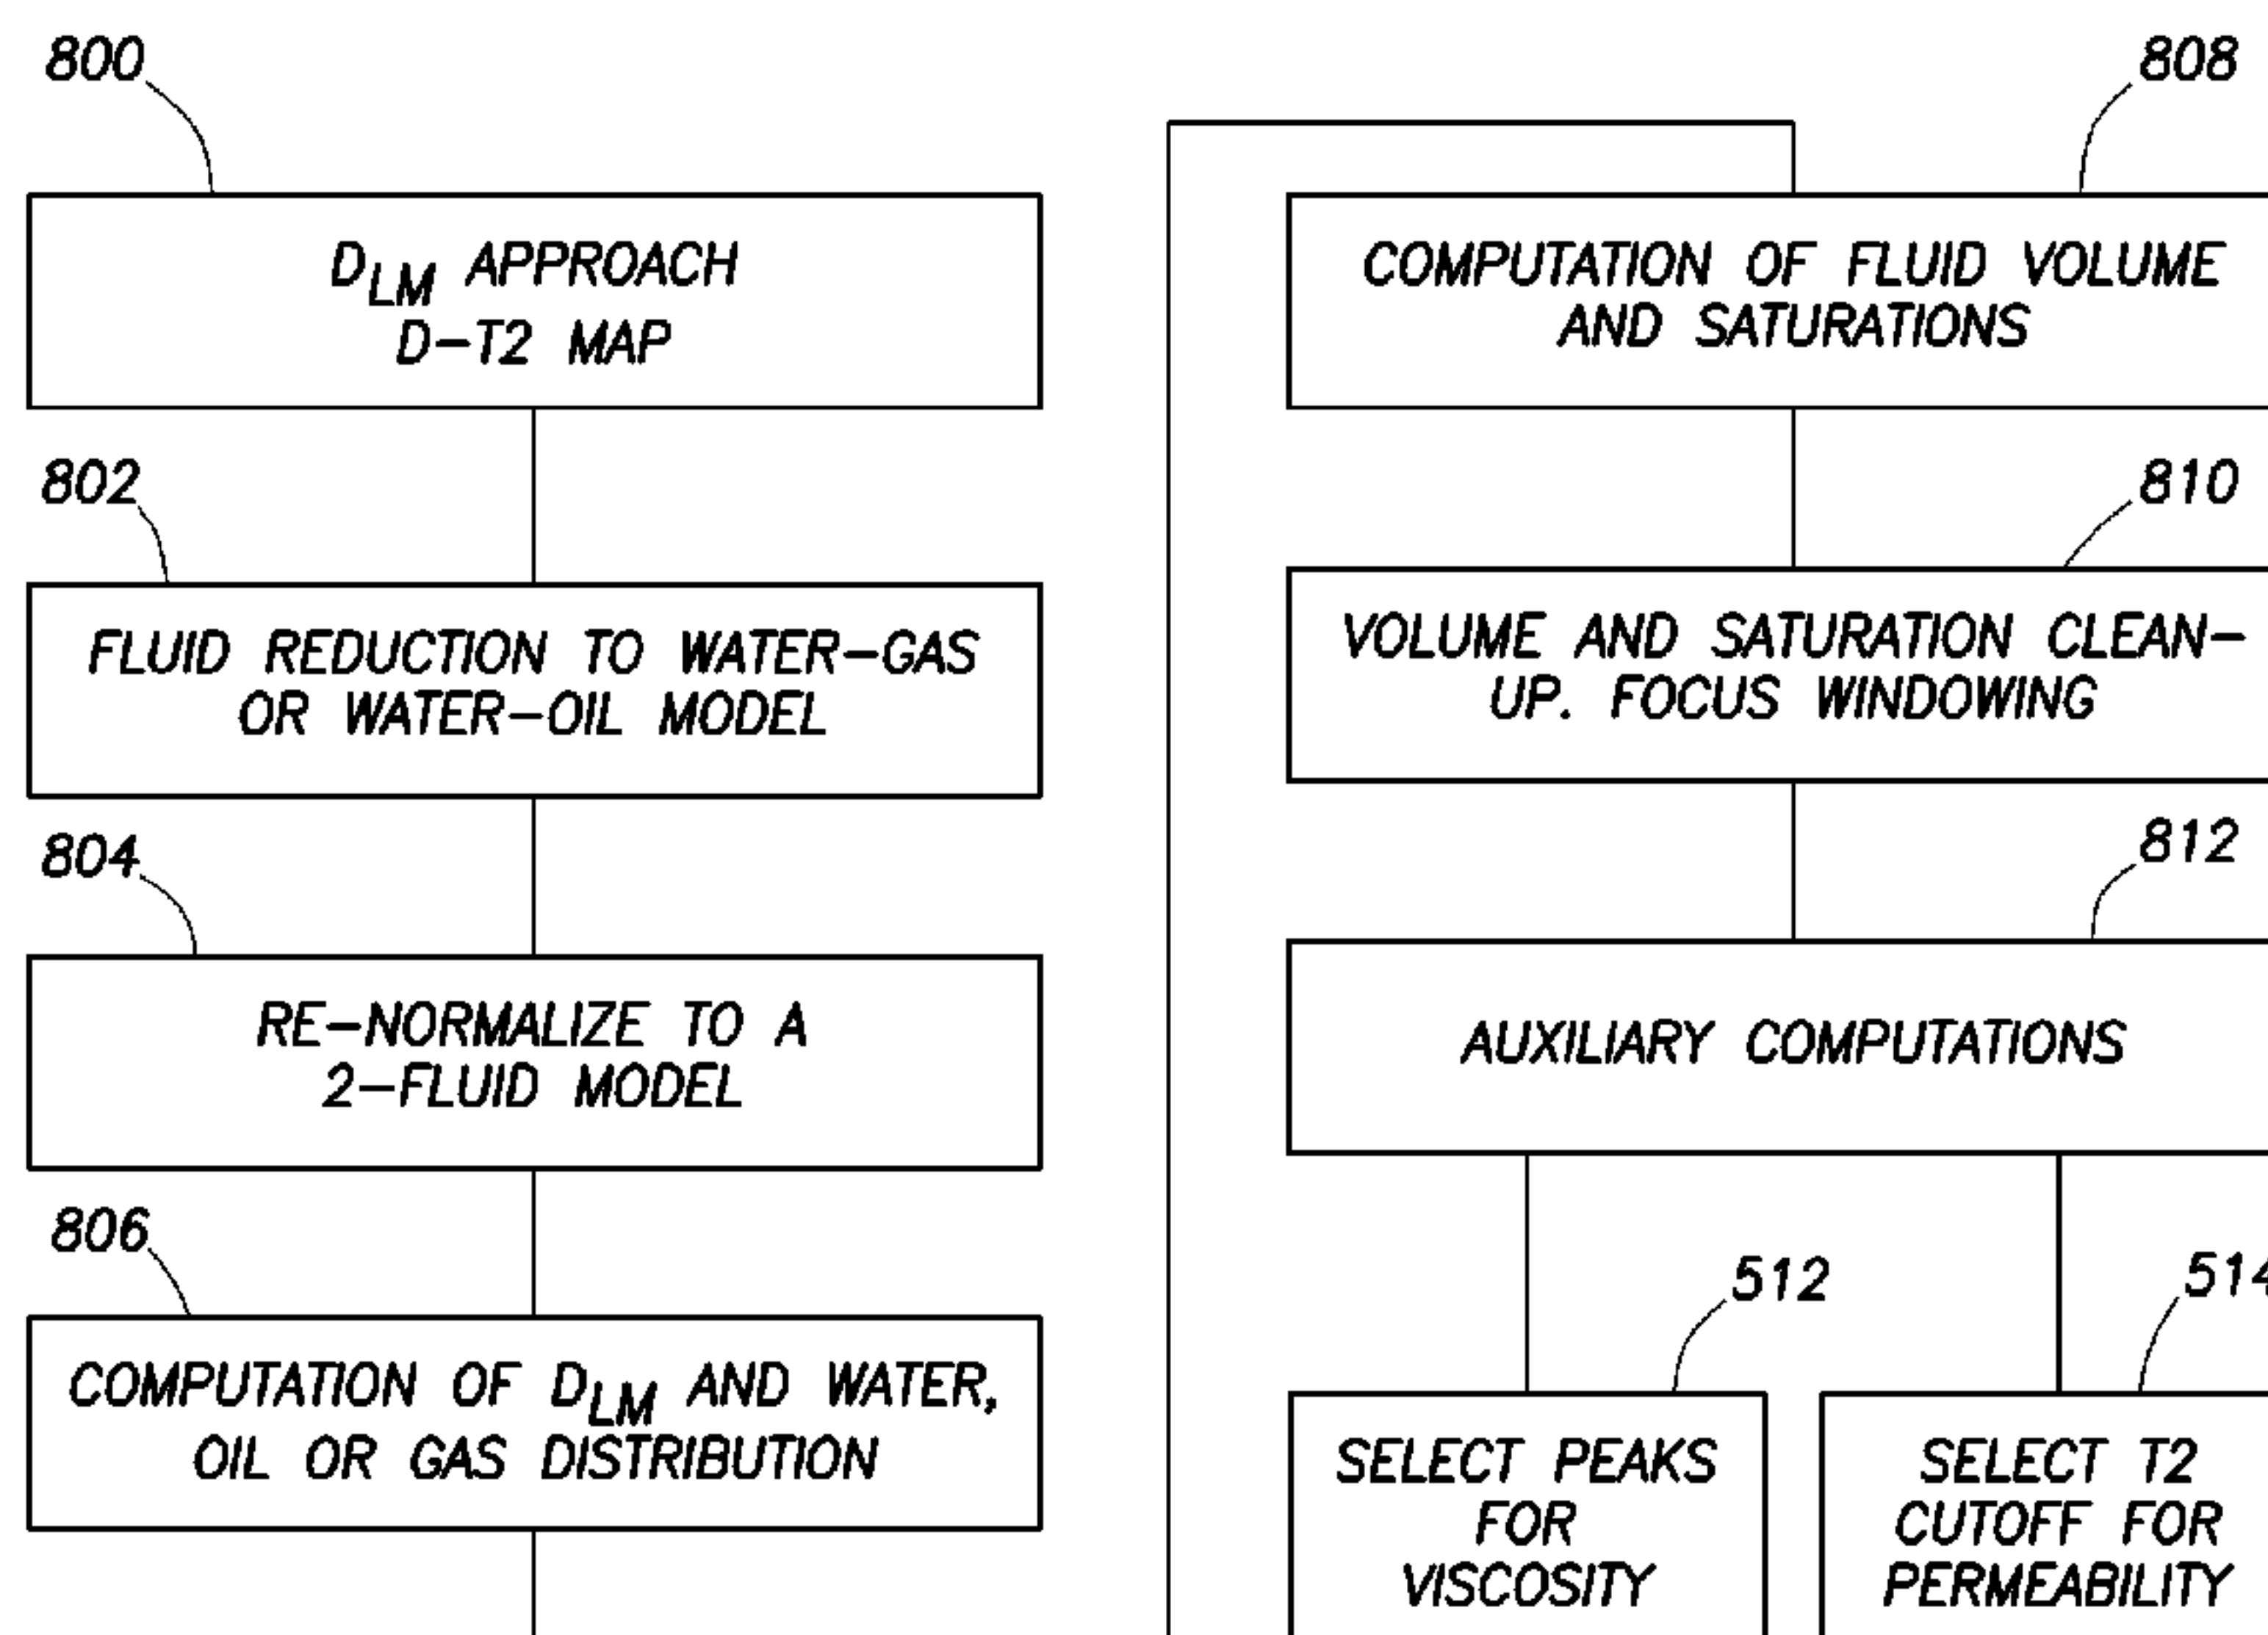 800
D_LM APPROACH
D-T2 MAP
802
FLUID REDUCTION TO WATER-GAS
OR WATER-OIL MODEL
804
RE-NORMALIZE TO A
2-FLUID MODEL
806
COMPUTATION OF D_LM AND WATER,
OIL OR GAS DISTRIBUTION
808
COMPUTATION OF FLUID VOLUME
AND SATURATIONS
810
VOLUME AND SATURATION CLEAN-
UP. FOCUS WINDOWING
812
AUXILIARY COMPUTATIONS
512
SELECT PEAKS
FOR
VISCOSITY
514
SELECT T2
CUTOFF FOR
PERMEABILITY